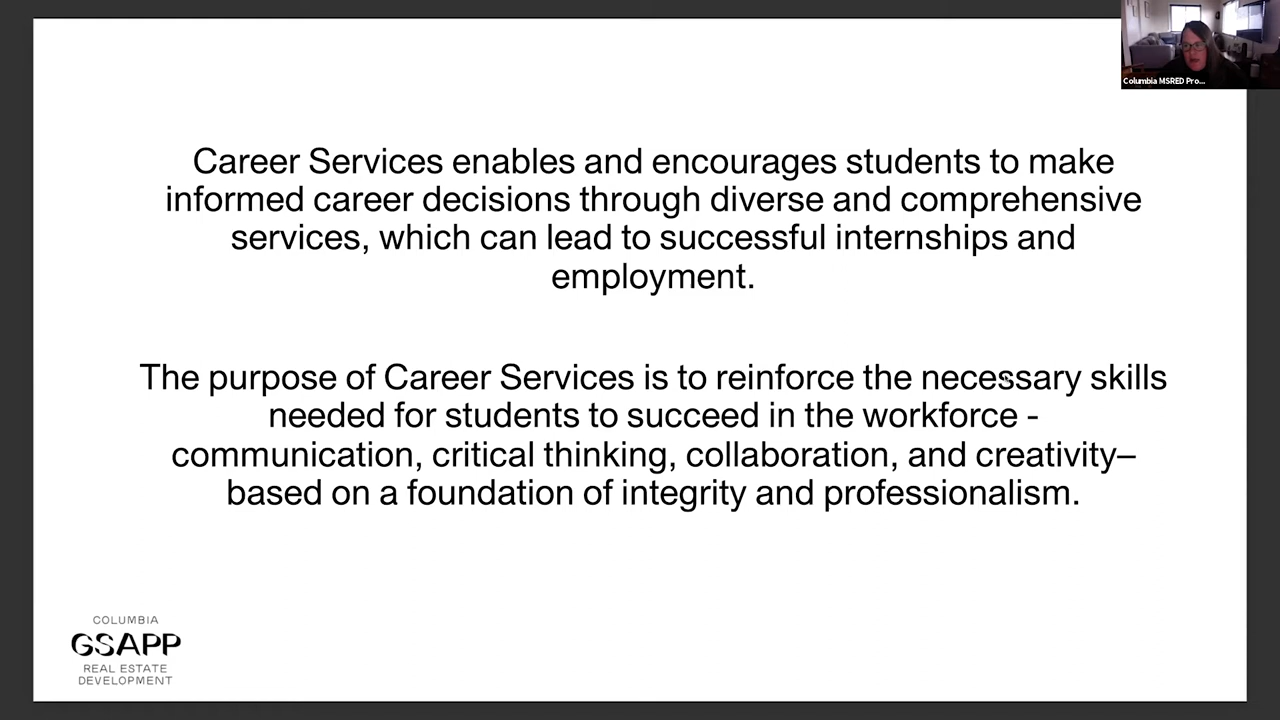 Columbia MSRED Pro...
Career Services enables and encourages students to make
informed career decisions through diverse and comprehensive
services, which can lead to successful internships and
employment.
The purpose of Career Services is to reinforce the necessary skills
needed for students to succeed in the workforce -
communication, critical thinking, collaboration, and creativity–
based on a foundation of integrity and professionalism.
COLUMBIA
GSAPP
REAL ESTATE
DEVELOPMENT